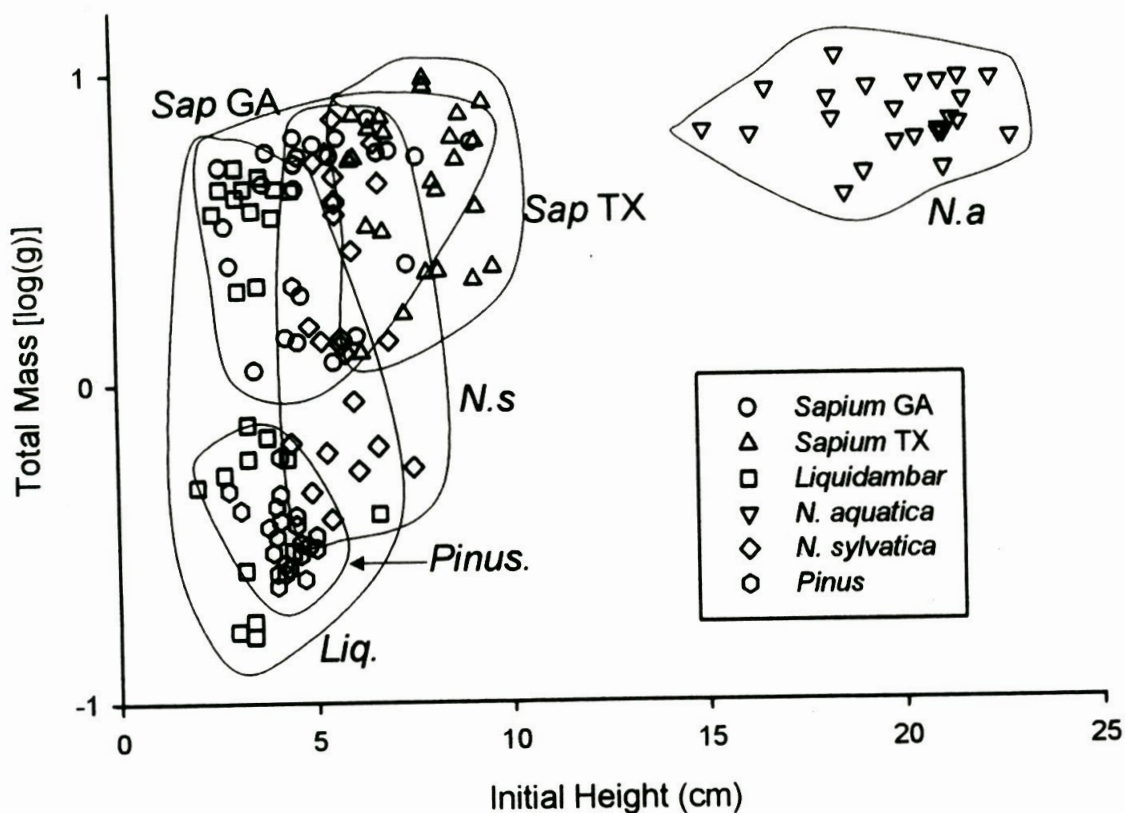 1
0
-1
Total Mass [log(g)]
Sap GA
Sap TX
N.a
N.s
Pinus.
Liq.
Sapium GA
Sapium TX
Liquidambar
N. aquatica
N. sylvatica
Pinus
0
5
10
15
20
25
Initial Height (cm)